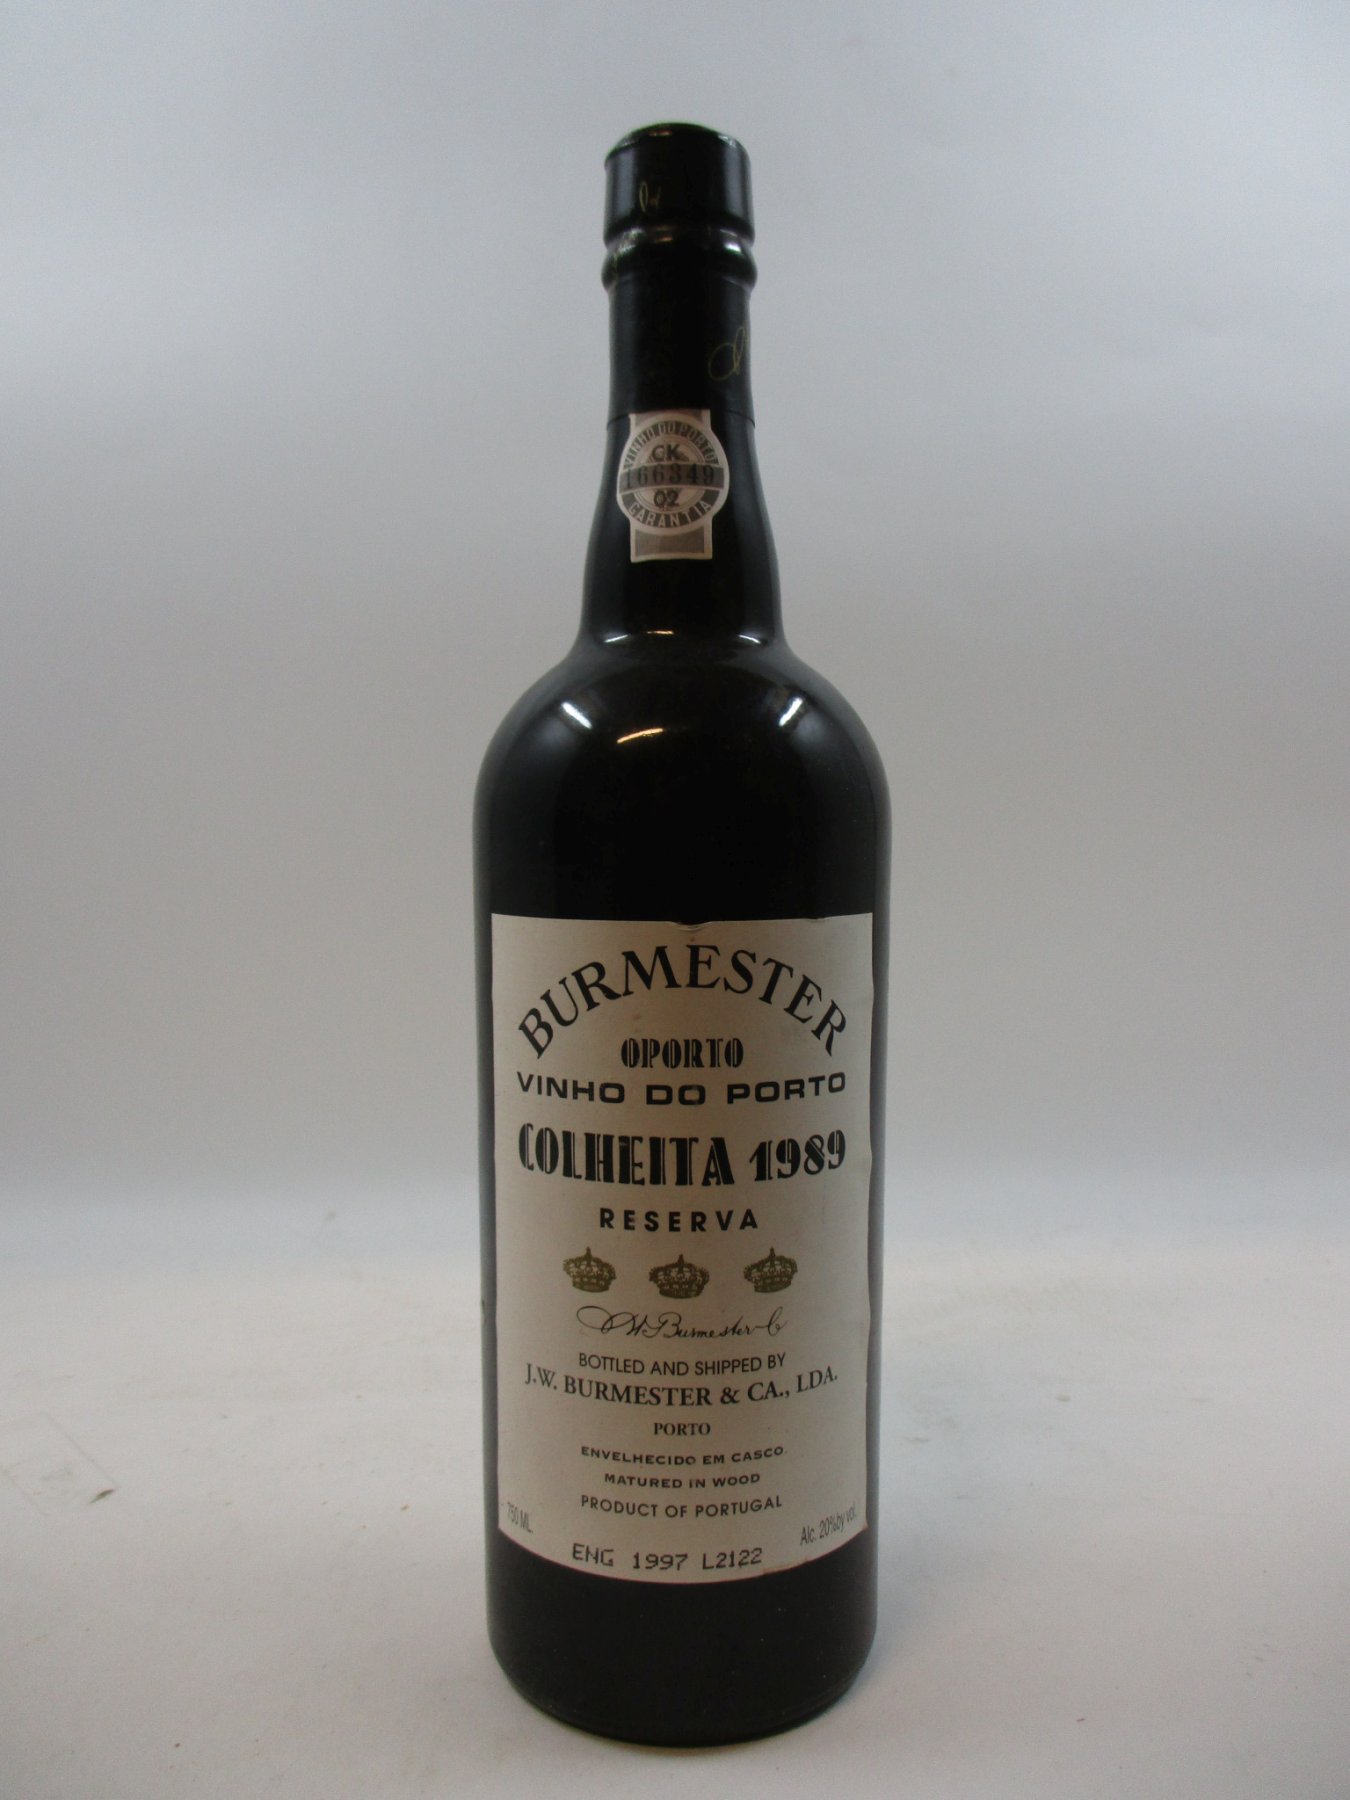 VINHO DO PORTO
CK
166349
02
GARANTIA
BURMESTER
OPORTO
VINHO DO PORTO
COLHEITA 1989
RESERVA
JW Burmester C
BOTTLED AND SHIPPED BY
J.W. BURMESTER & CA., LDA.
PORTO
ENVELHECIDO EM CASCO
MATURED IN WOOD
PRODUCT OF PORTUGAL
750 ML. Alc. 20% by vol.
ENG 1997 L2122